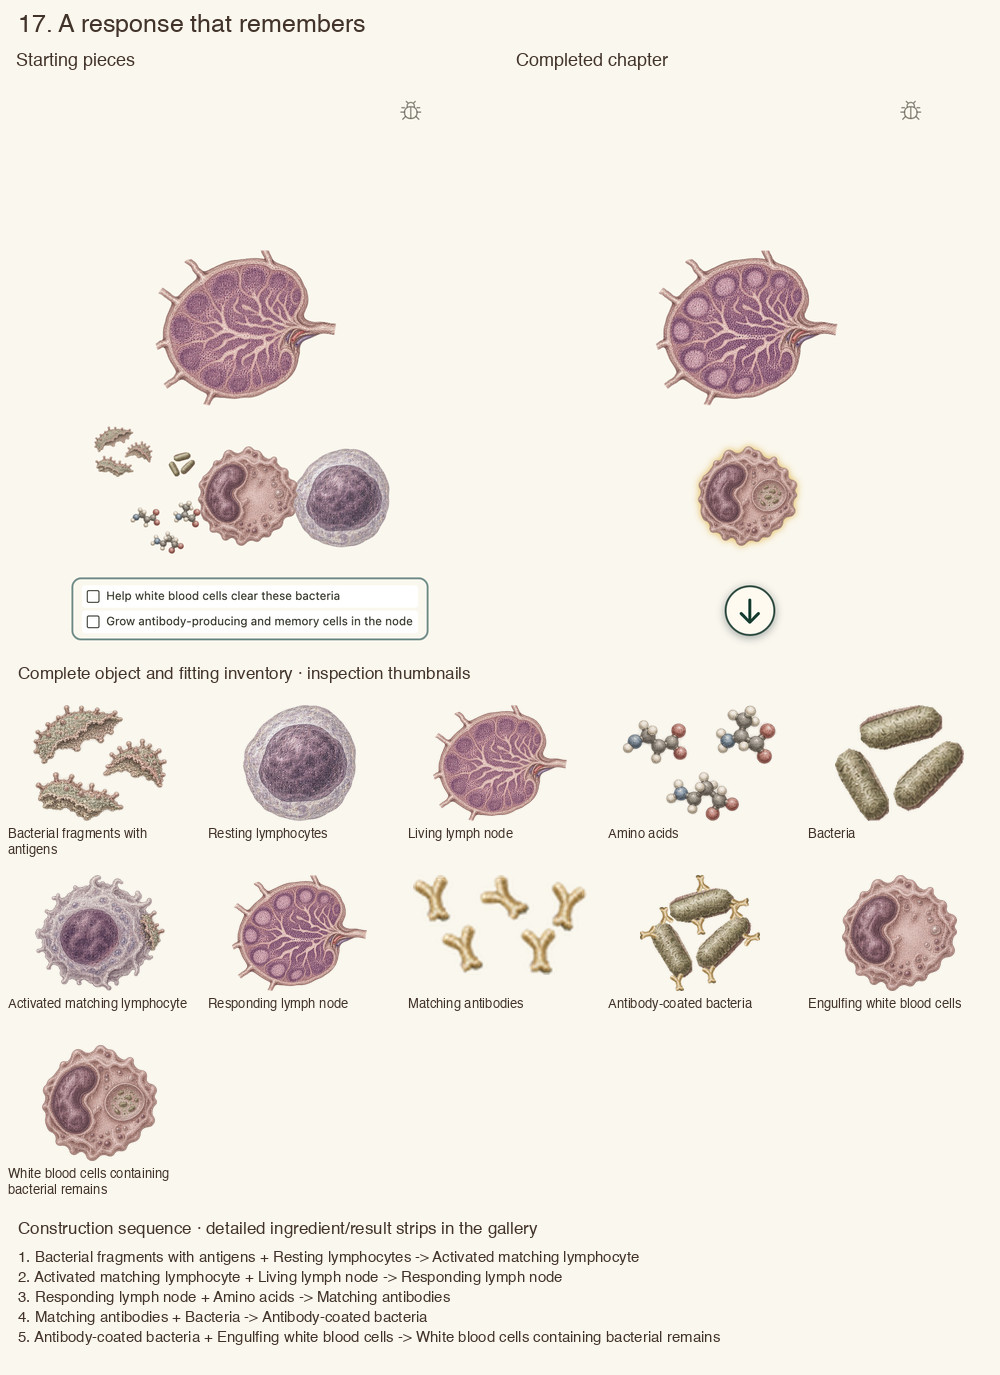 17. A response that remembers
Starting pieces
Completed chapter
Help white blood cells clear these bacteria
Grow antibody-producing and memory cells in the node
Complete object and fitting inventory · inspection thumbnails
Bacterial fragments with
antigens
Resting lymphocytes
Living lymph node
Amino acids
Bacteria
Activated matching lymphocyte
Responding lymph node
Matching antibodies
Antibody-coated bacteria
Engulfing white blood cells
White blood cells containing
bacterial remains
Construction sequence · detailed ingredient/result strips in the gallery
1. Bacterial fragments with antigens + Resting lymphocytes -> Activated matching lymphocyte
2. Activated matching lymphocyte + Living lymph node -> Responding lymph node
3. Responding lymph node + Amino acids -> Matching antibodies
4. Matching antibodies + Bacteria -> Antibody-coated bacteria
5. Antibody-coated bacteria + Engulfing white blood cells -> White blood cells containing bacterial remains